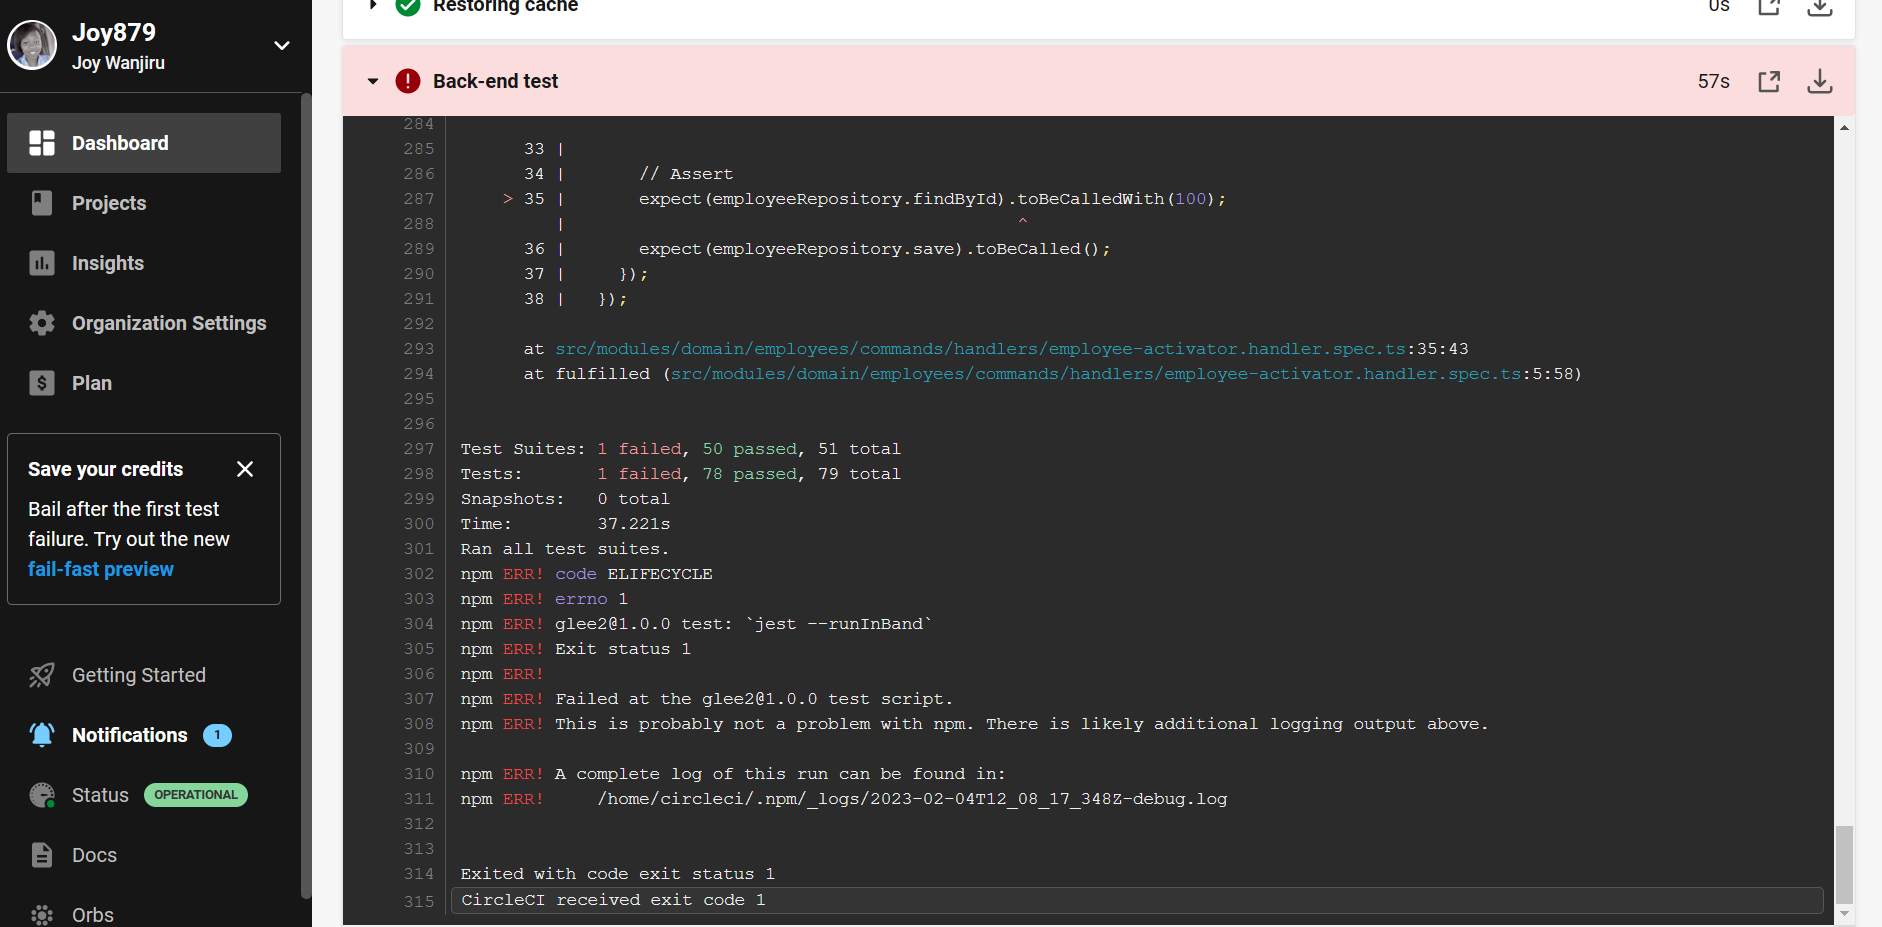 Joy879
Joy Wanjiru
Dashboard
Projects
Insights
Organization Settings
Plan
Save your credits
Bail after the first test
failure. Try out the new
fail-fast preview
Getting Started
Notifications 1
Status OPERATIONAL
Docs
Orbs
Restoring cache 0s
Back-end test 57s
284
285 33 |
286 34 | // Assert
287 > 35 | expect(employeeRepository.findById).toBeCalledWith(100);
288 | ^
289 36 | expect(employeeRepository.save).toBeCalled();
290 37 | });
291 38 | });
292
293 at src/modules/domain/employees/commands/handlers/employee-activator.handler.spec.ts:35:43
294 at fulfilled (src/modules/domain/employees/commands/handlers/employee-activator.handler.spec.ts:5:58)
295
296
297 Test Suites: 1 failed, 50 passed, 51 total
298 Tests: 1 failed, 78 passed, 79 total
299 Snapshots: 0 total
300 Time: 37.221s
301 Ran all test suites.
302 npm ERR! code ELIFECYCLE
303 npm ERR! errno 1
304 npm ERR! glee2@1.0.0 test: `jest --runInBand`
305 npm ERR! Exit status 1
306 npm ERR!
307 npm ERR! Failed at the glee2@1.0.0 test script.
308 npm ERR! This is probably not a problem with npm. There is likely additional logging output above.
309
310 npm ERR! A complete log of this run can be found in:
311 npm ERR! /home/circleci/.npm/_logs/2023-02-04T12_08_17_348Z-debug.log
312
313
314 Exited with code exit status 1
315 CircleCI received exit code 1